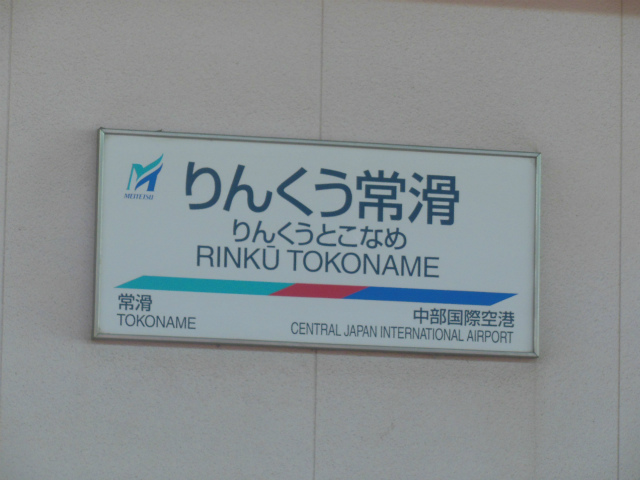 MEITETSU
りんくう常滑
りんくうとこなめ
RINKŪ TOKONAME
常滑
TOKONAME
中部国際空港
CENTRAL JAPAN INTERNATIONAL AIRPORT